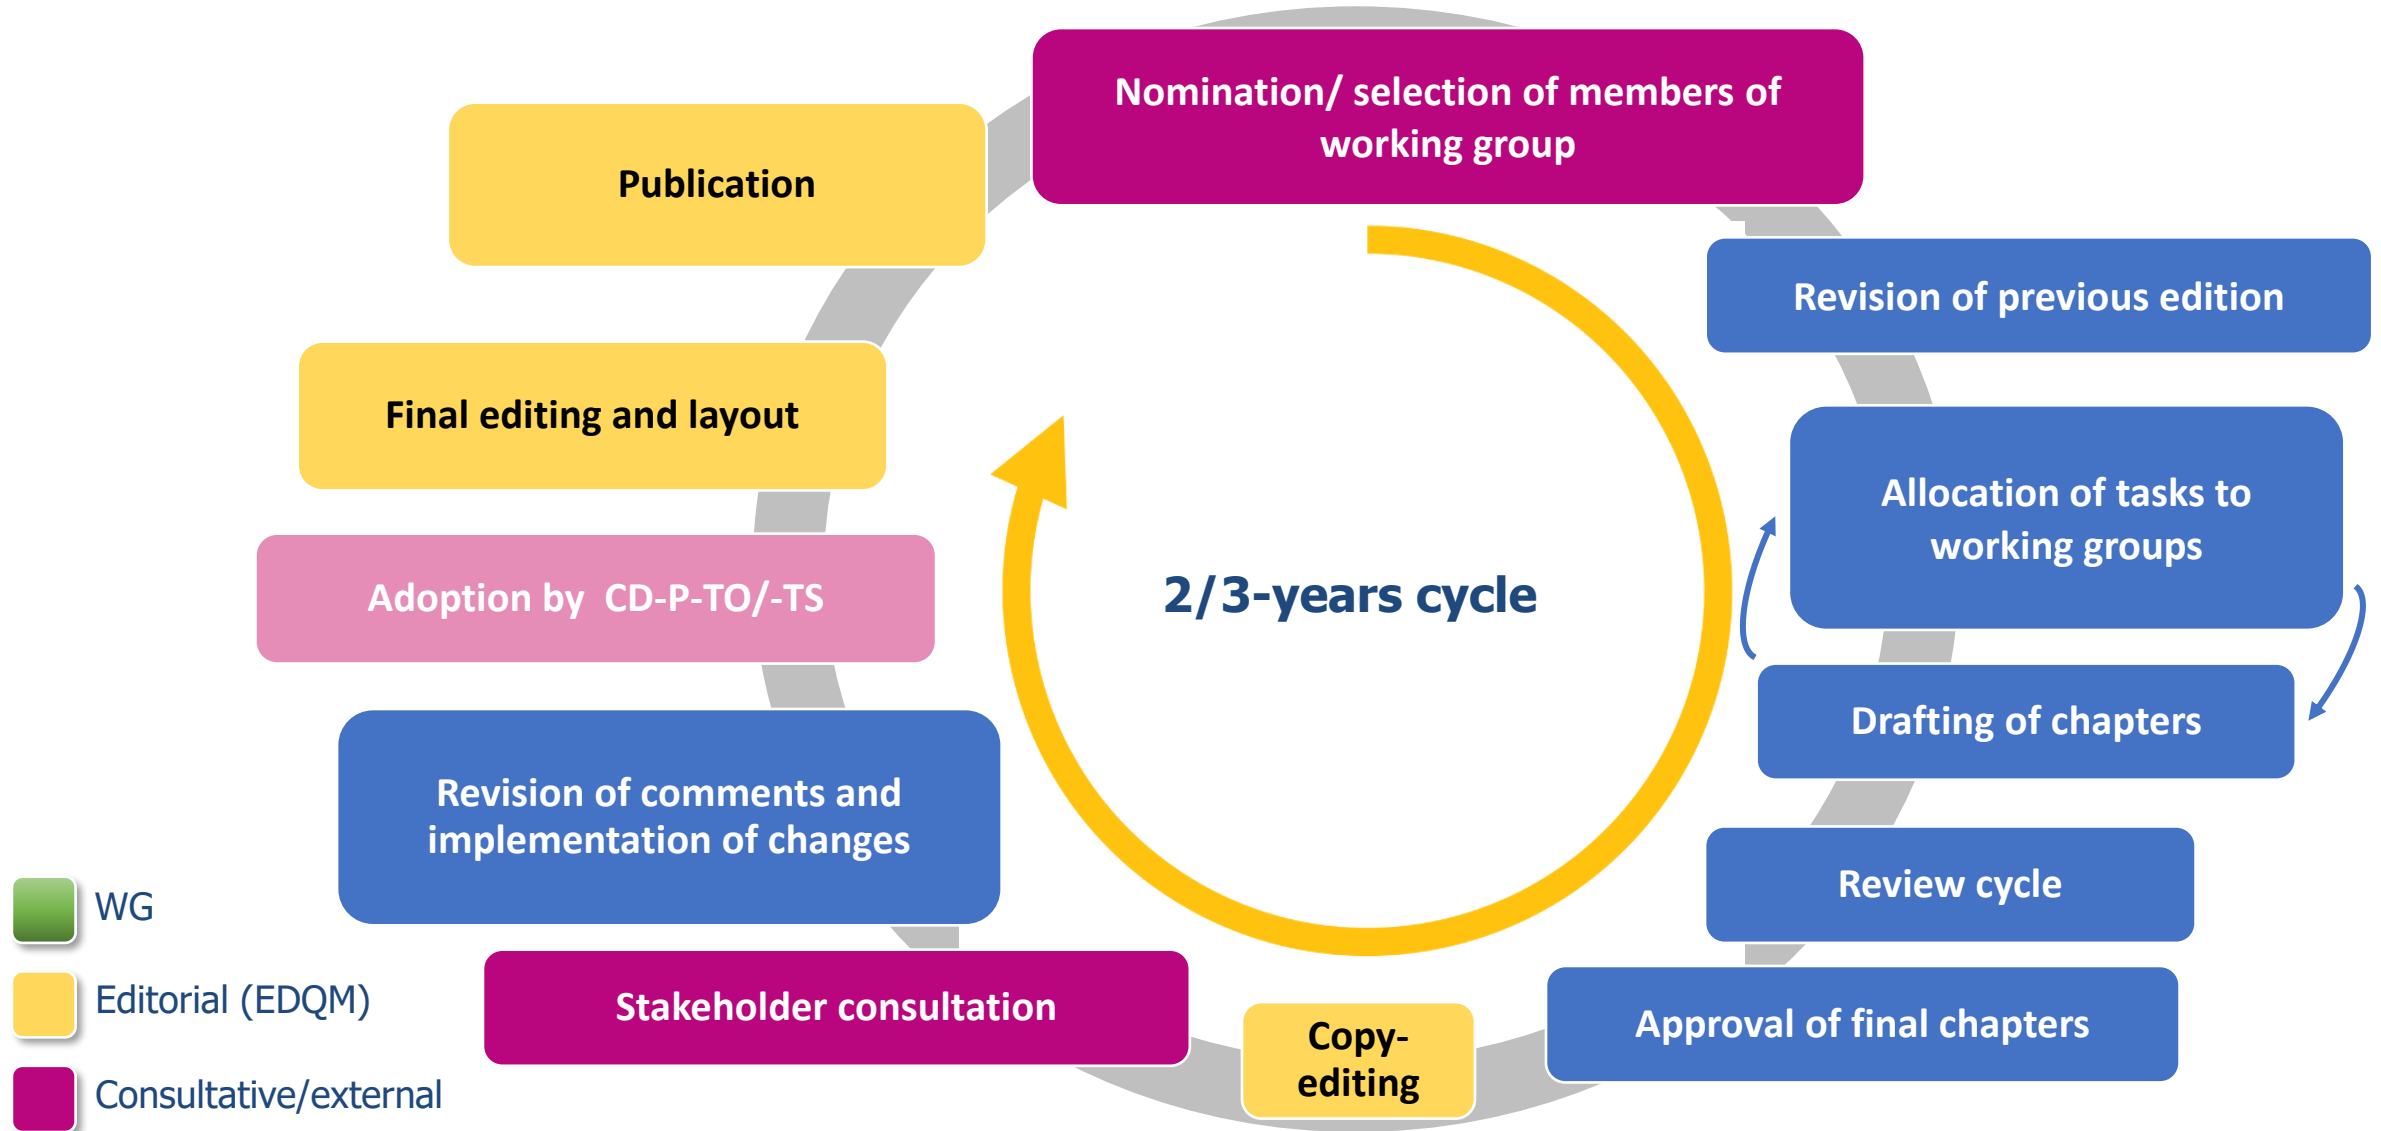 Nomination/ selection of members of
working group
Revision of previous edition
Allocation of tasks to
working groups
Drafting of chapters
Review cycle
Approval of final chapters
Copy-
editing
Stakeholder consultation
Revision of comments and
implementation of changes
Adoption by  CD-P-TO/-TS
Final editing and layout
Publication
2/3-years cycle
WG
Editorial (EDQM)
Consultative/external